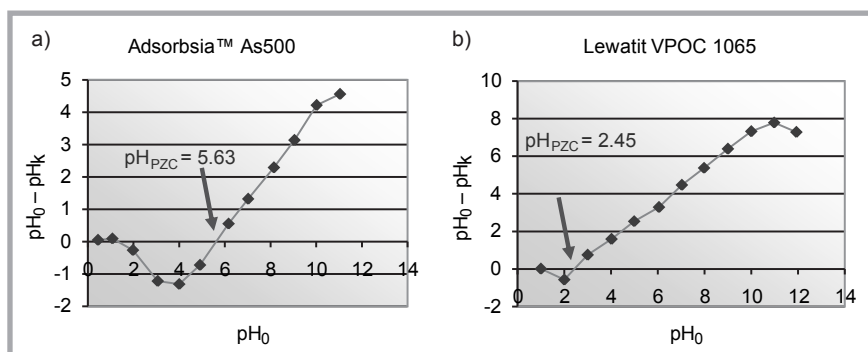 a)
Adsorbsia™ As500
5
4
3
2
1
0
-1
-2
pH₀ – pHₖ
pH_PZC = 5.63
0 2 4 6 8 10 12 14
pH₀
b)
Lewatit VPOC 1065
10
8
6
4
2
0
-2
pH₀ – pHₖ
pH_PZC = 2.45
0 2 4 6 8 10 12 14
pH₀